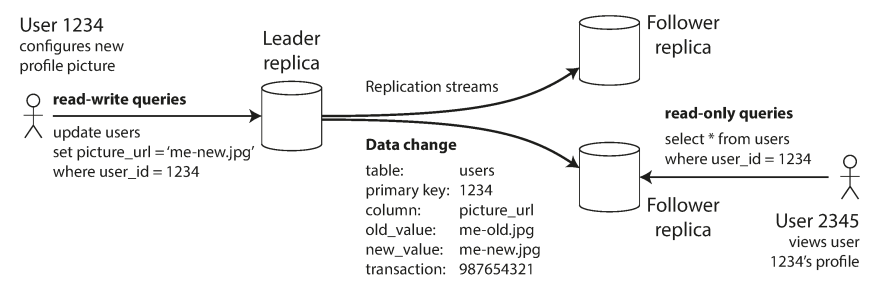 User 1234
configures new
profile picture
read-write queries
update users
set picture_url = ‘me-new.jpg’
where user_id = 1234
Leader
replica
Replication streams
Data change
table: users
primary key: 1234
column: picture_url
old_value: me-old.jpg
new_value: me-new.jpg
transaction: 987654321
Follower
replica
read-only queries
select * from users
where user_id = 1234
Follower
replica
User 2345
views user
1234’s profile